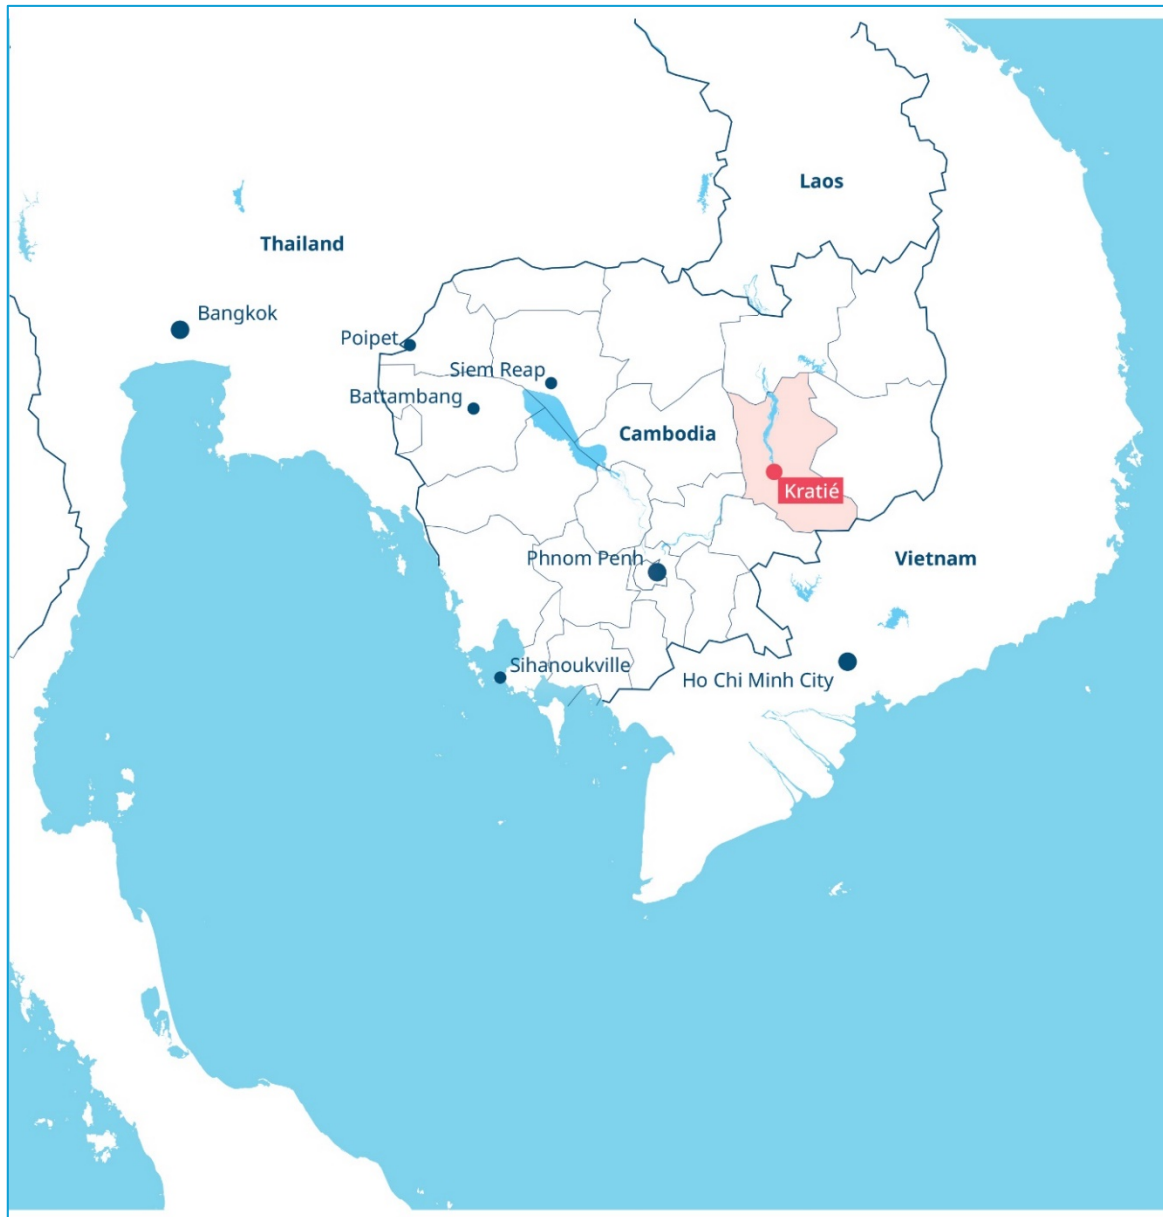 Laos
Thailand
Bangkok
Poipet
Siem Reap
Battambang
Cambodia
Kratié
Phnom Penh
Vietnam
Sihanoukville
Ho Chi Minh City